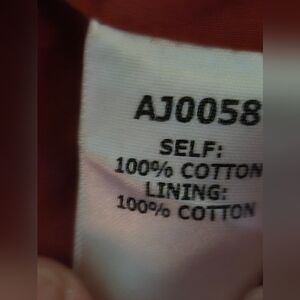 AJ0058
SELF:
100% COTTON
LINING:
100% COTTON